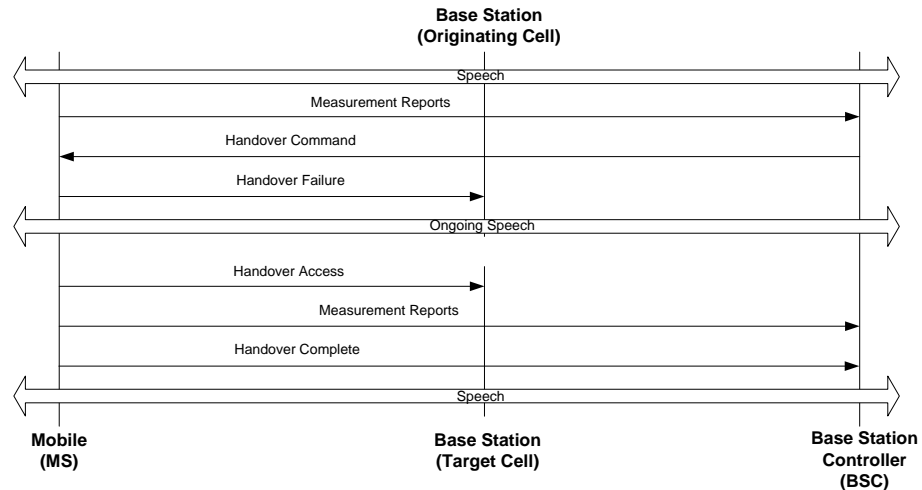 Base Station
(Originating Cell)
Speech
Measurement Reports
Handover Command
Handover Failure
Ongoing Speech
Handover Access
Measurement Reports
Handover Complete
Speech
Mobile
(MS)
Base Station
(Target Cell)
Base Station
Controller
(BSC)